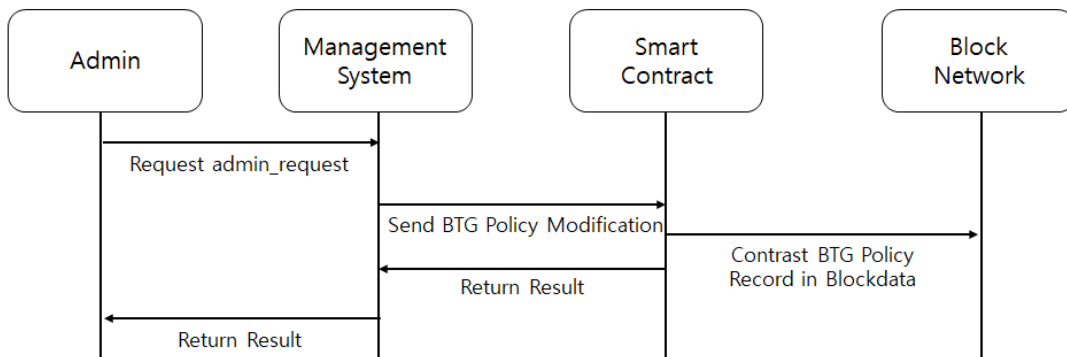 Admin
Management
System
Smart
Contract
Block
Network
Request admin_request
Send BTG Policy Modification
Contrast BTG Policy
Record in Blockdata
Return Result
Return Result